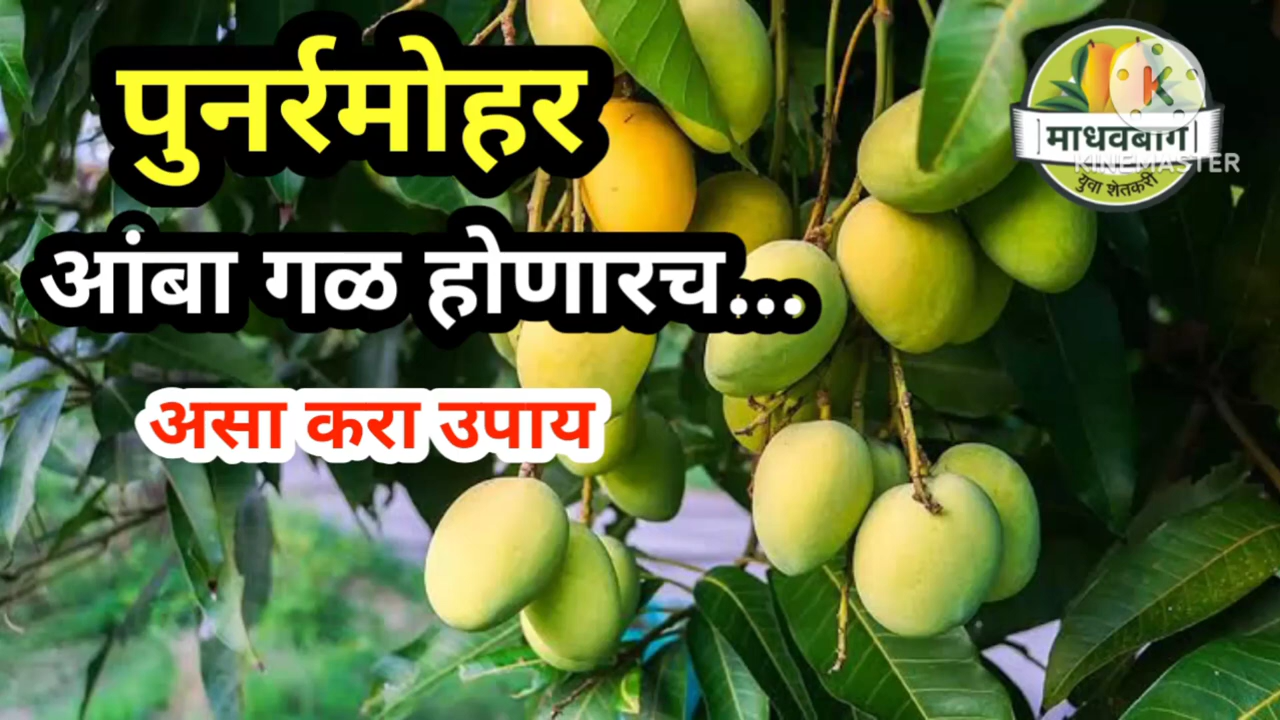 पुनर्रमोहर
आंबा गळ होणारच...
असा करा उपाय
K
माधवबाग
KINEMASTER
युवा शेतकरी